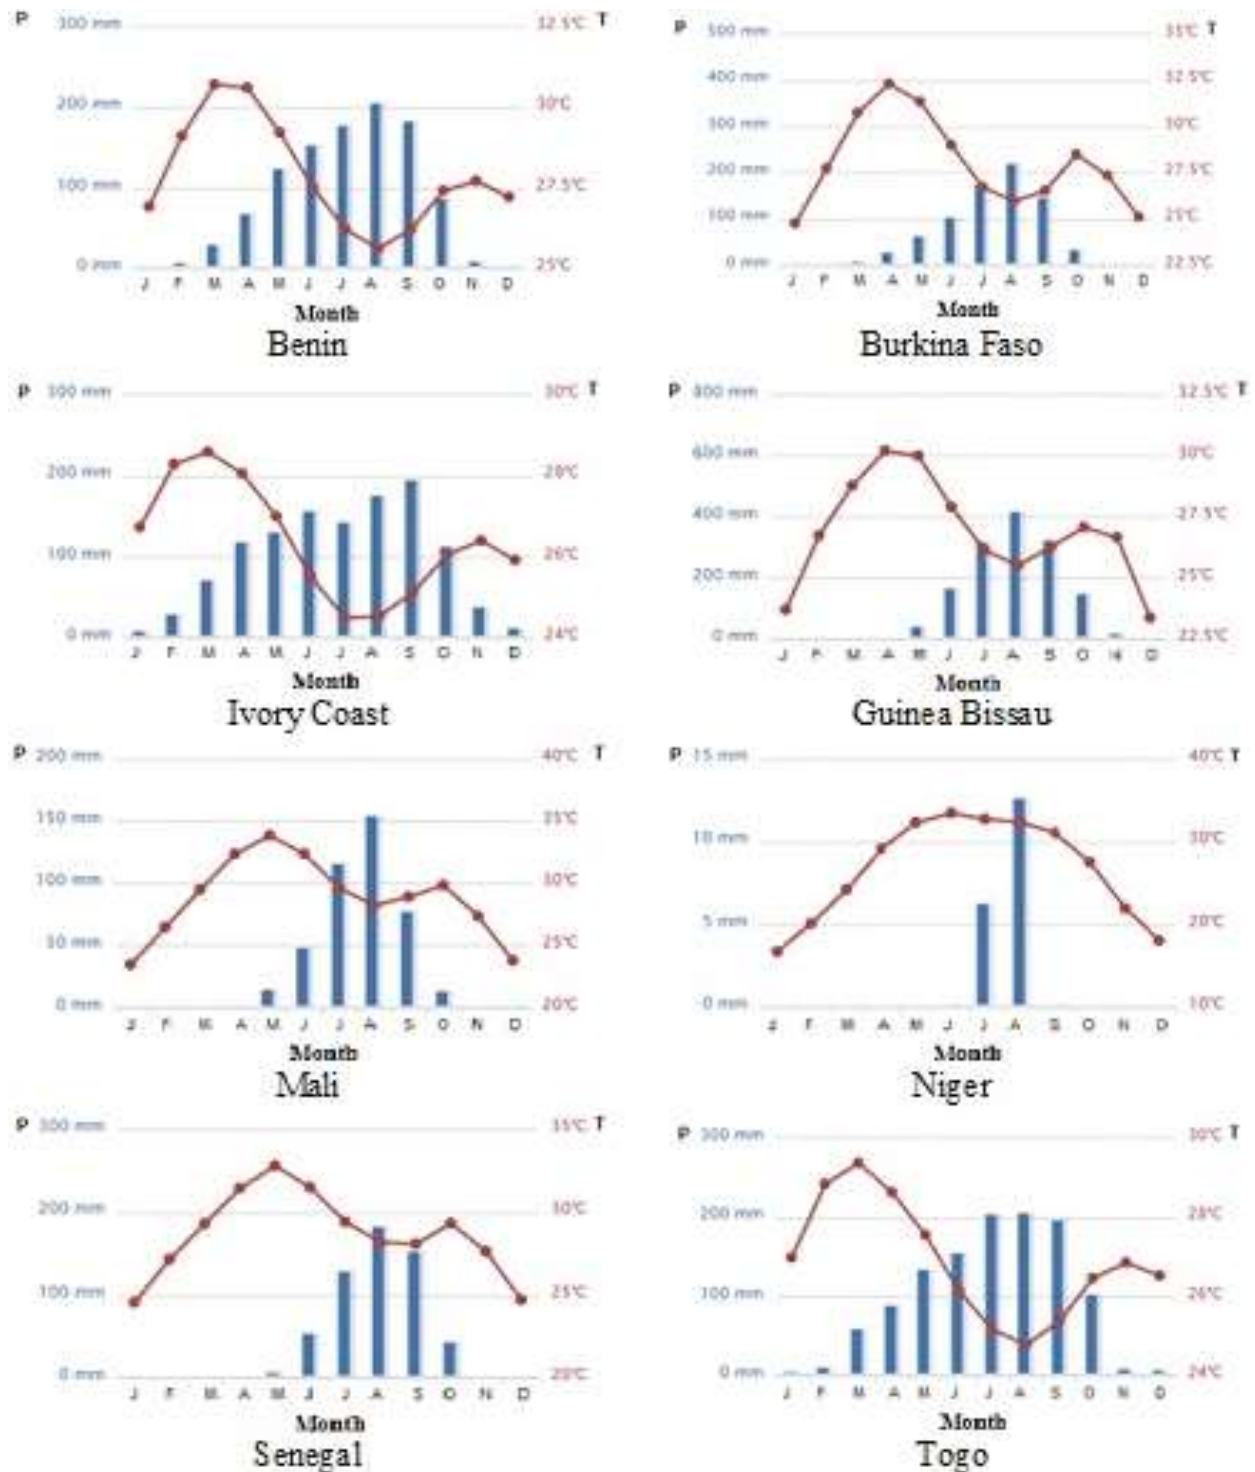 P 300 mm 32.5°C T
200 mm 30°C
100 mm 27.5°C
0 mm 25°C
J F M A M J J A S O N D
Month
Benin
P 500 mm 35°C T
400 mm 32.5°C
300 mm 30°C
200 mm 27.5°C
100 mm 25°C
0 mm 22.5°C
J F M A M J J A S O N D
Month
Burkina Faso
P 300 mm 30°C T
200 mm 28°C
100 mm 26°C
0 mm 24°C
J F M A M J J A S O N D
Month
Ivory Coast
P 800 mm 32.5°C T
600 mm 30°C
400 mm 27.5°C
200 mm 25°C
0 mm 22.5°C
J F M A M J J A S O N D
Month
Guinea Bissau
P 200 mm 40°C T
150 mm 35°C
100 mm 30°C
50 mm 25°C
0 mm 20°C
J F M A M J J A S O N D
Month
Mali
P 15 mm 40°C T
10 mm 30°C
5 mm 20°C
0 mm 10°C
J F M A M J J A S O N D
Month
Niger
P 300 mm 35°C T
200 mm 30°C
100 mm 25°C
0 mm 20°C
J F M A M J J A S O N D
Month
Senegal
P 300 mm 30°C T
200 mm 28°C
100 mm 26°C
0 mm 24°C
J F M A M J J A S O N D
Month
Togo